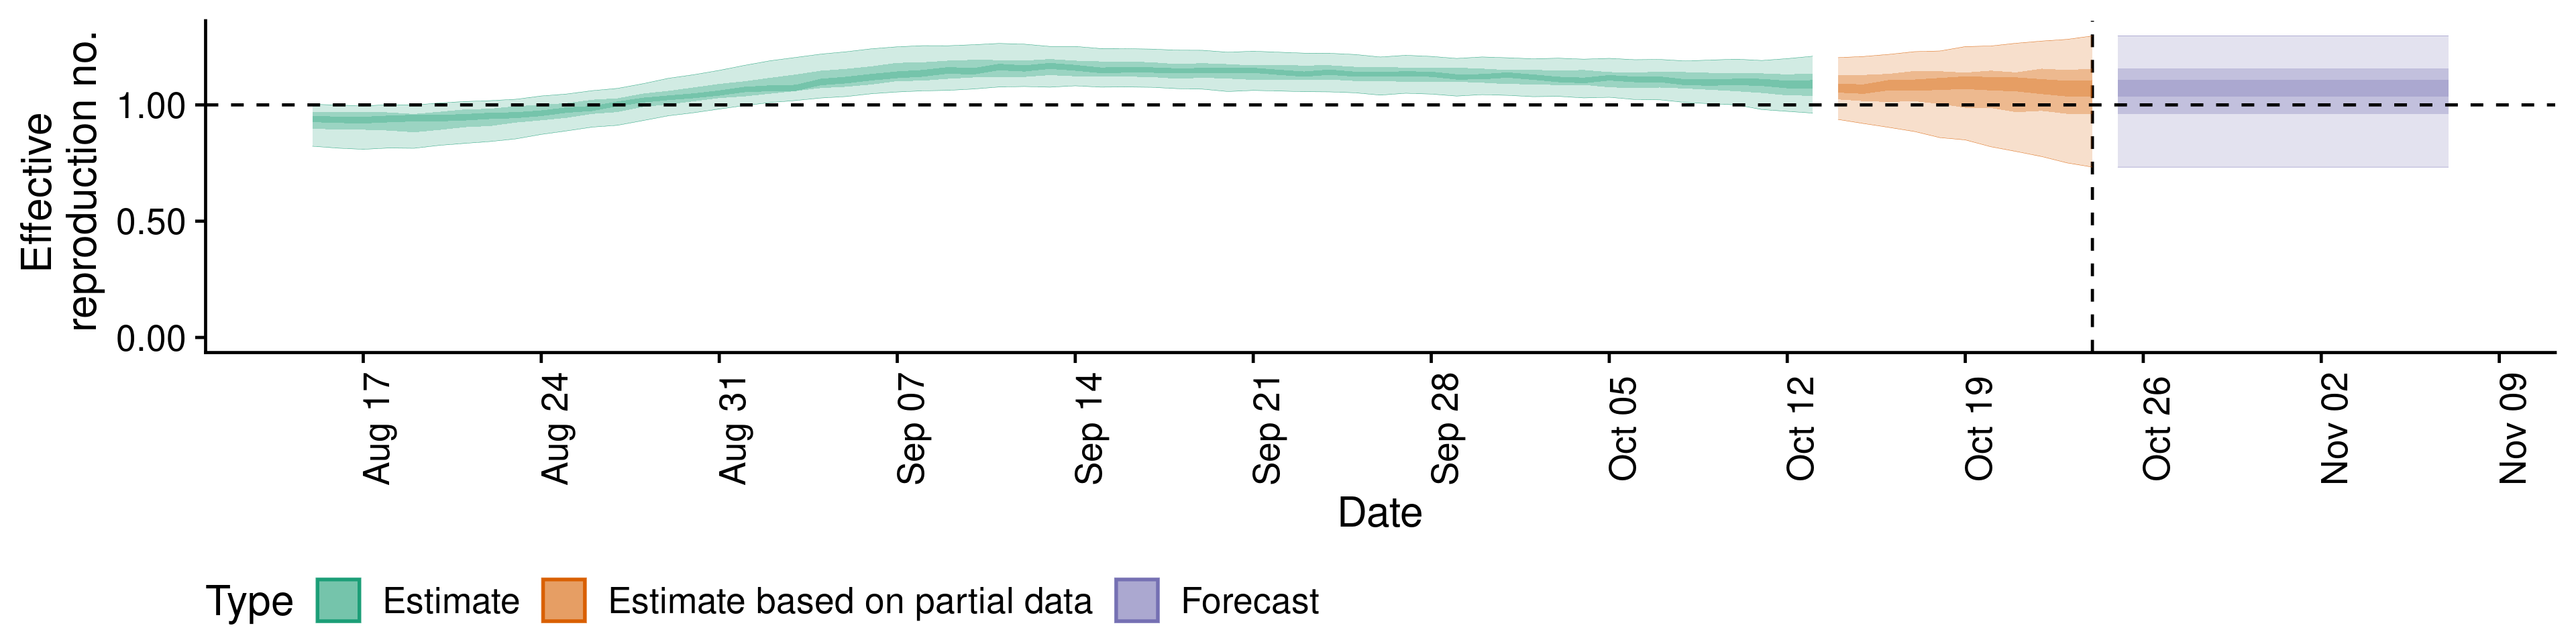 Effective
reproduction no.
1.00
0.50
0.00
Aug 17
Aug 24
Aug 31
Sep 07
Sep 14
Sep 21
Sep 28
Oct 05
Oct 12
Oct 19
Oct 26
Nov 02
Nov 09
Date
Type Estimate Estimate based on partial data Forecast